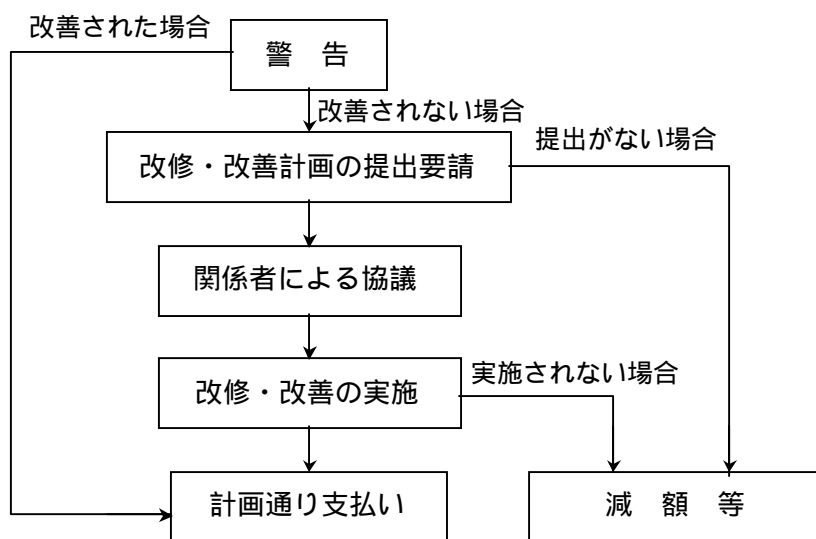 改善された場合
警　告
改善されない場合
改修・改善計画の提出要請
提出がない場合
関係者による協議
改修・改善の実施
実施されない場合
計画通り支払い
減　額　等